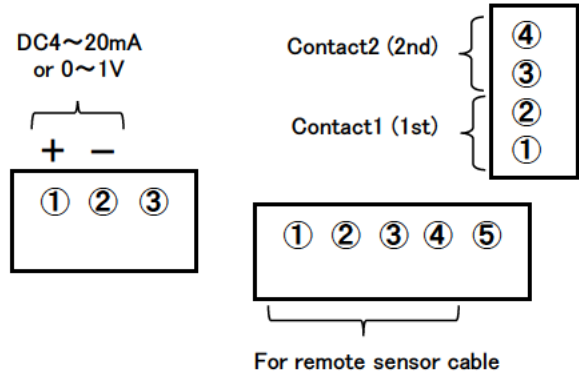 DC4～20mA
or 0～1V
+ −
① ② ③
Contact2 (2nd)
Contact1 (1st)
④
③
②
①
① ② ③ ④ ⑤
For remote sensor cable